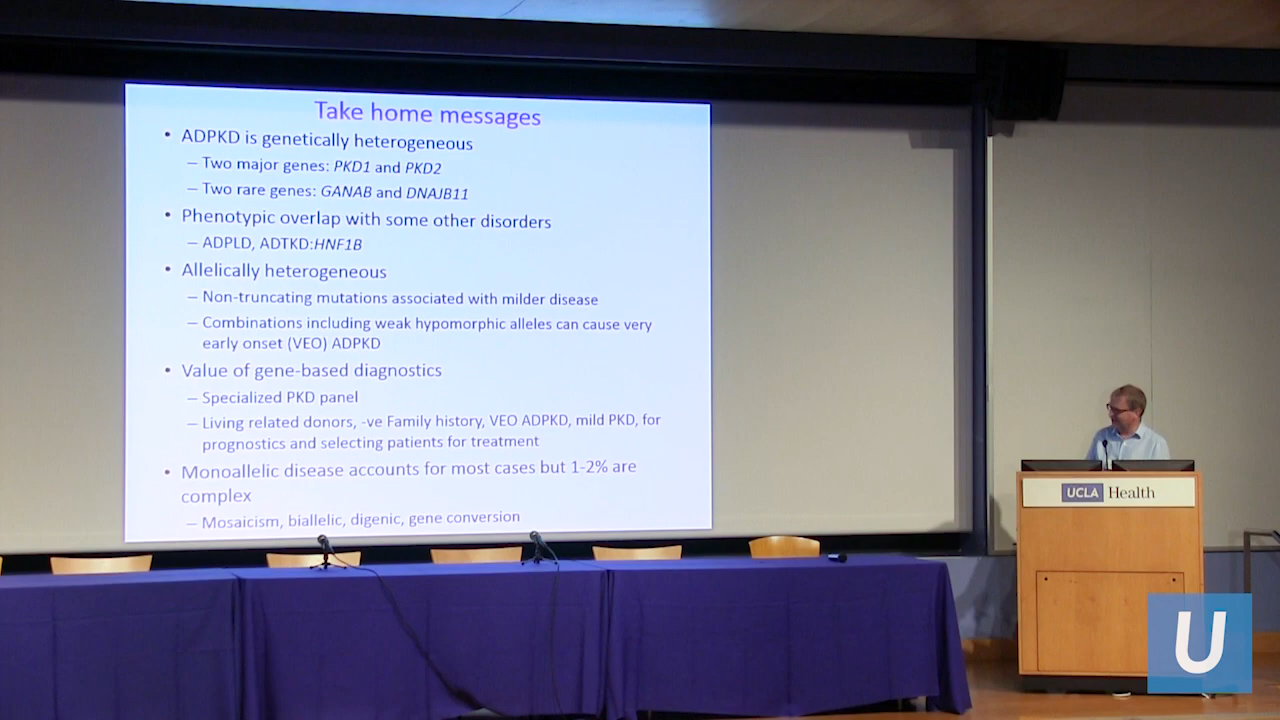 Take home messages
• ADPKD is genetically heterogeneous
– Two major genes: PKD1 and PKD2
– Two rare genes: GANAB and DNAJB11
• Phenotypic overlap with some other disorders
– ADPLD, ADTKD:HNF1B
• Allelically heterogeneous
– Non-truncating mutations associated with milder disease
– Combinations including weak hypomorphic alleles can cause very
early onset (VEO) ADPKD
• Value of gene-based diagnostics
– Specialized PKD panel
– Living related donors, -ve Family history, VEO ADPKD, mild PKD, for
prognostics and selecting patients for treatment
• Monoallelic disease accounts for most cases but 1-2% are
complex
– Mosaicism, biallelic, digenic, gene conversion
UCLA Health
U